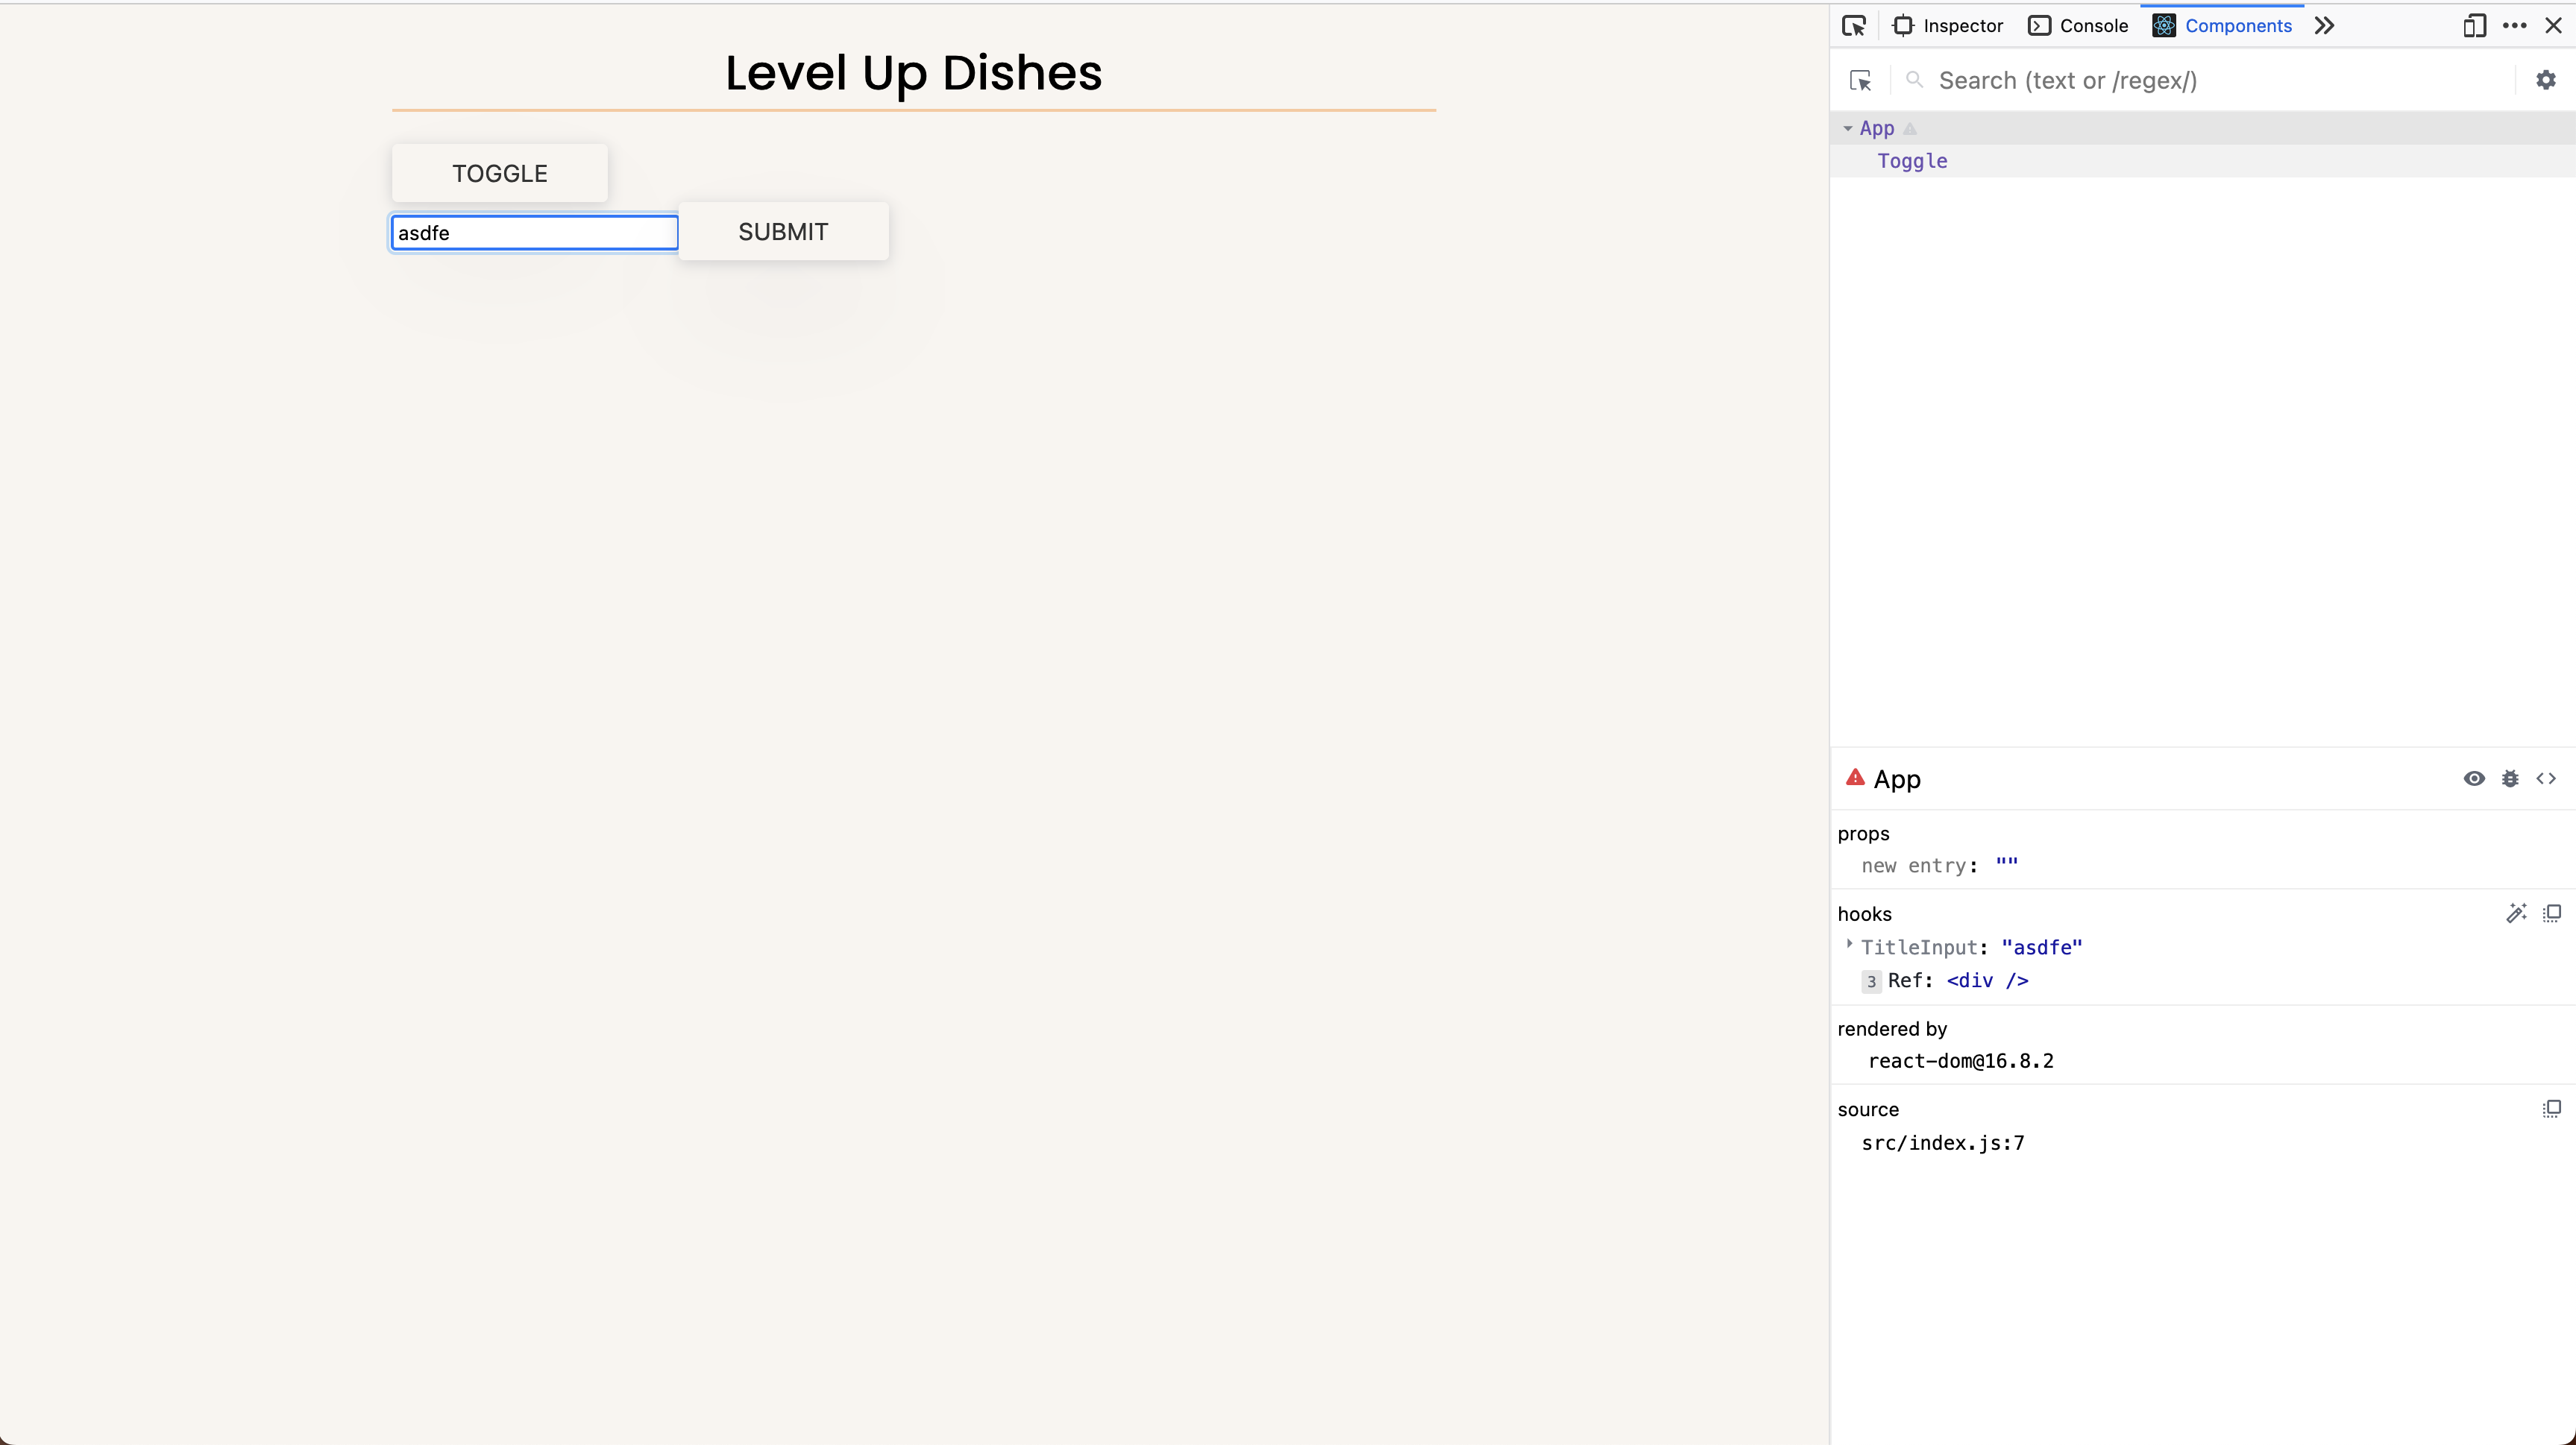 Level Up Dishes
TOGGLE
asdfe
SUBMIT
Inspector Console Components
Search (text or /regex/)
App
Toggle
App
props
new entry: ""
hooks
TitleInput: "asdfe"
3 Ref: <div />
rendered by
react-dom@16.8.2
source
src/index.js:7